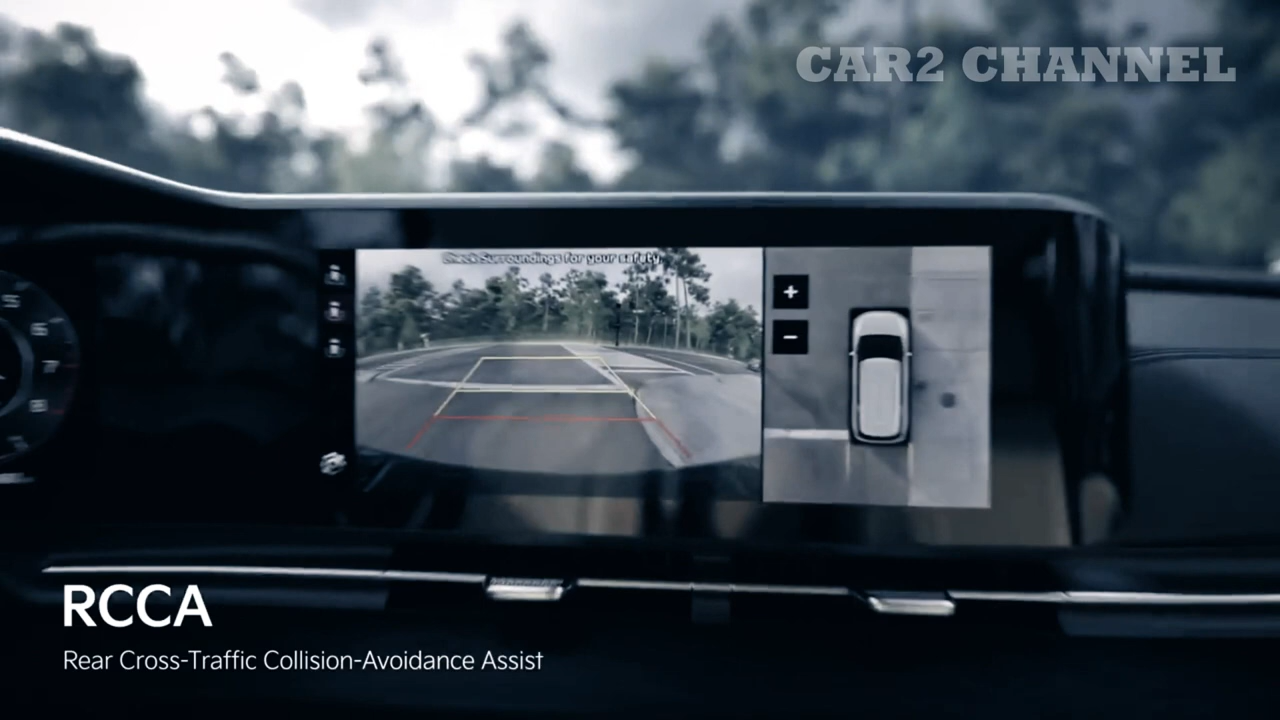 CAR2 CHANNEL
Check Surroundings for your safety
+
-
RCCA
Rear Cross-Traffic Collision-Avoidance Assist